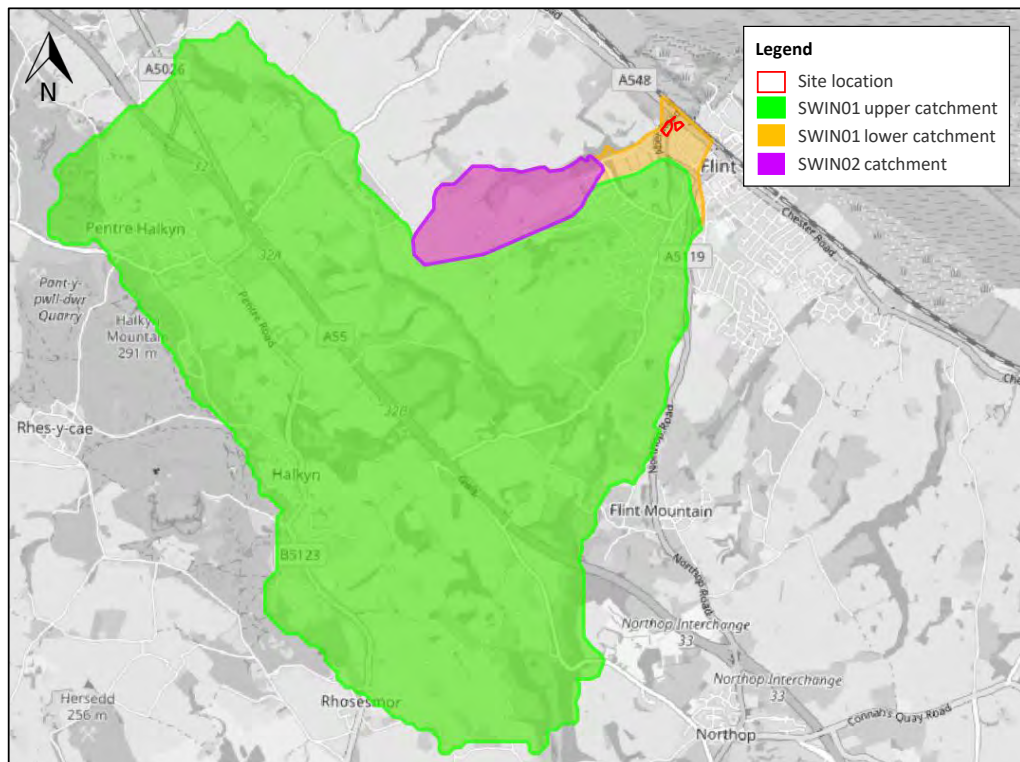 N
A5026
A548
Legend
Site location
SWIN01 upper catchment
SWIN01 lower catchment
SWIN02 catchment
32
Flint
Chester Road
Pentre Halkyn
32A
A5119
Pant-y-
pwll-dwr
Quarry
Pentre Road
Halkyn
Mountain
291 m
A55
32B
Rhes-y-cae
Northop Road
Halkyn
Flint Mountain
B5123
Northop Road
Northop Interchange
33
Northop Interchange
33
Hersedd
256 m
Rhosesmor
Northop
Connah's Quay Road